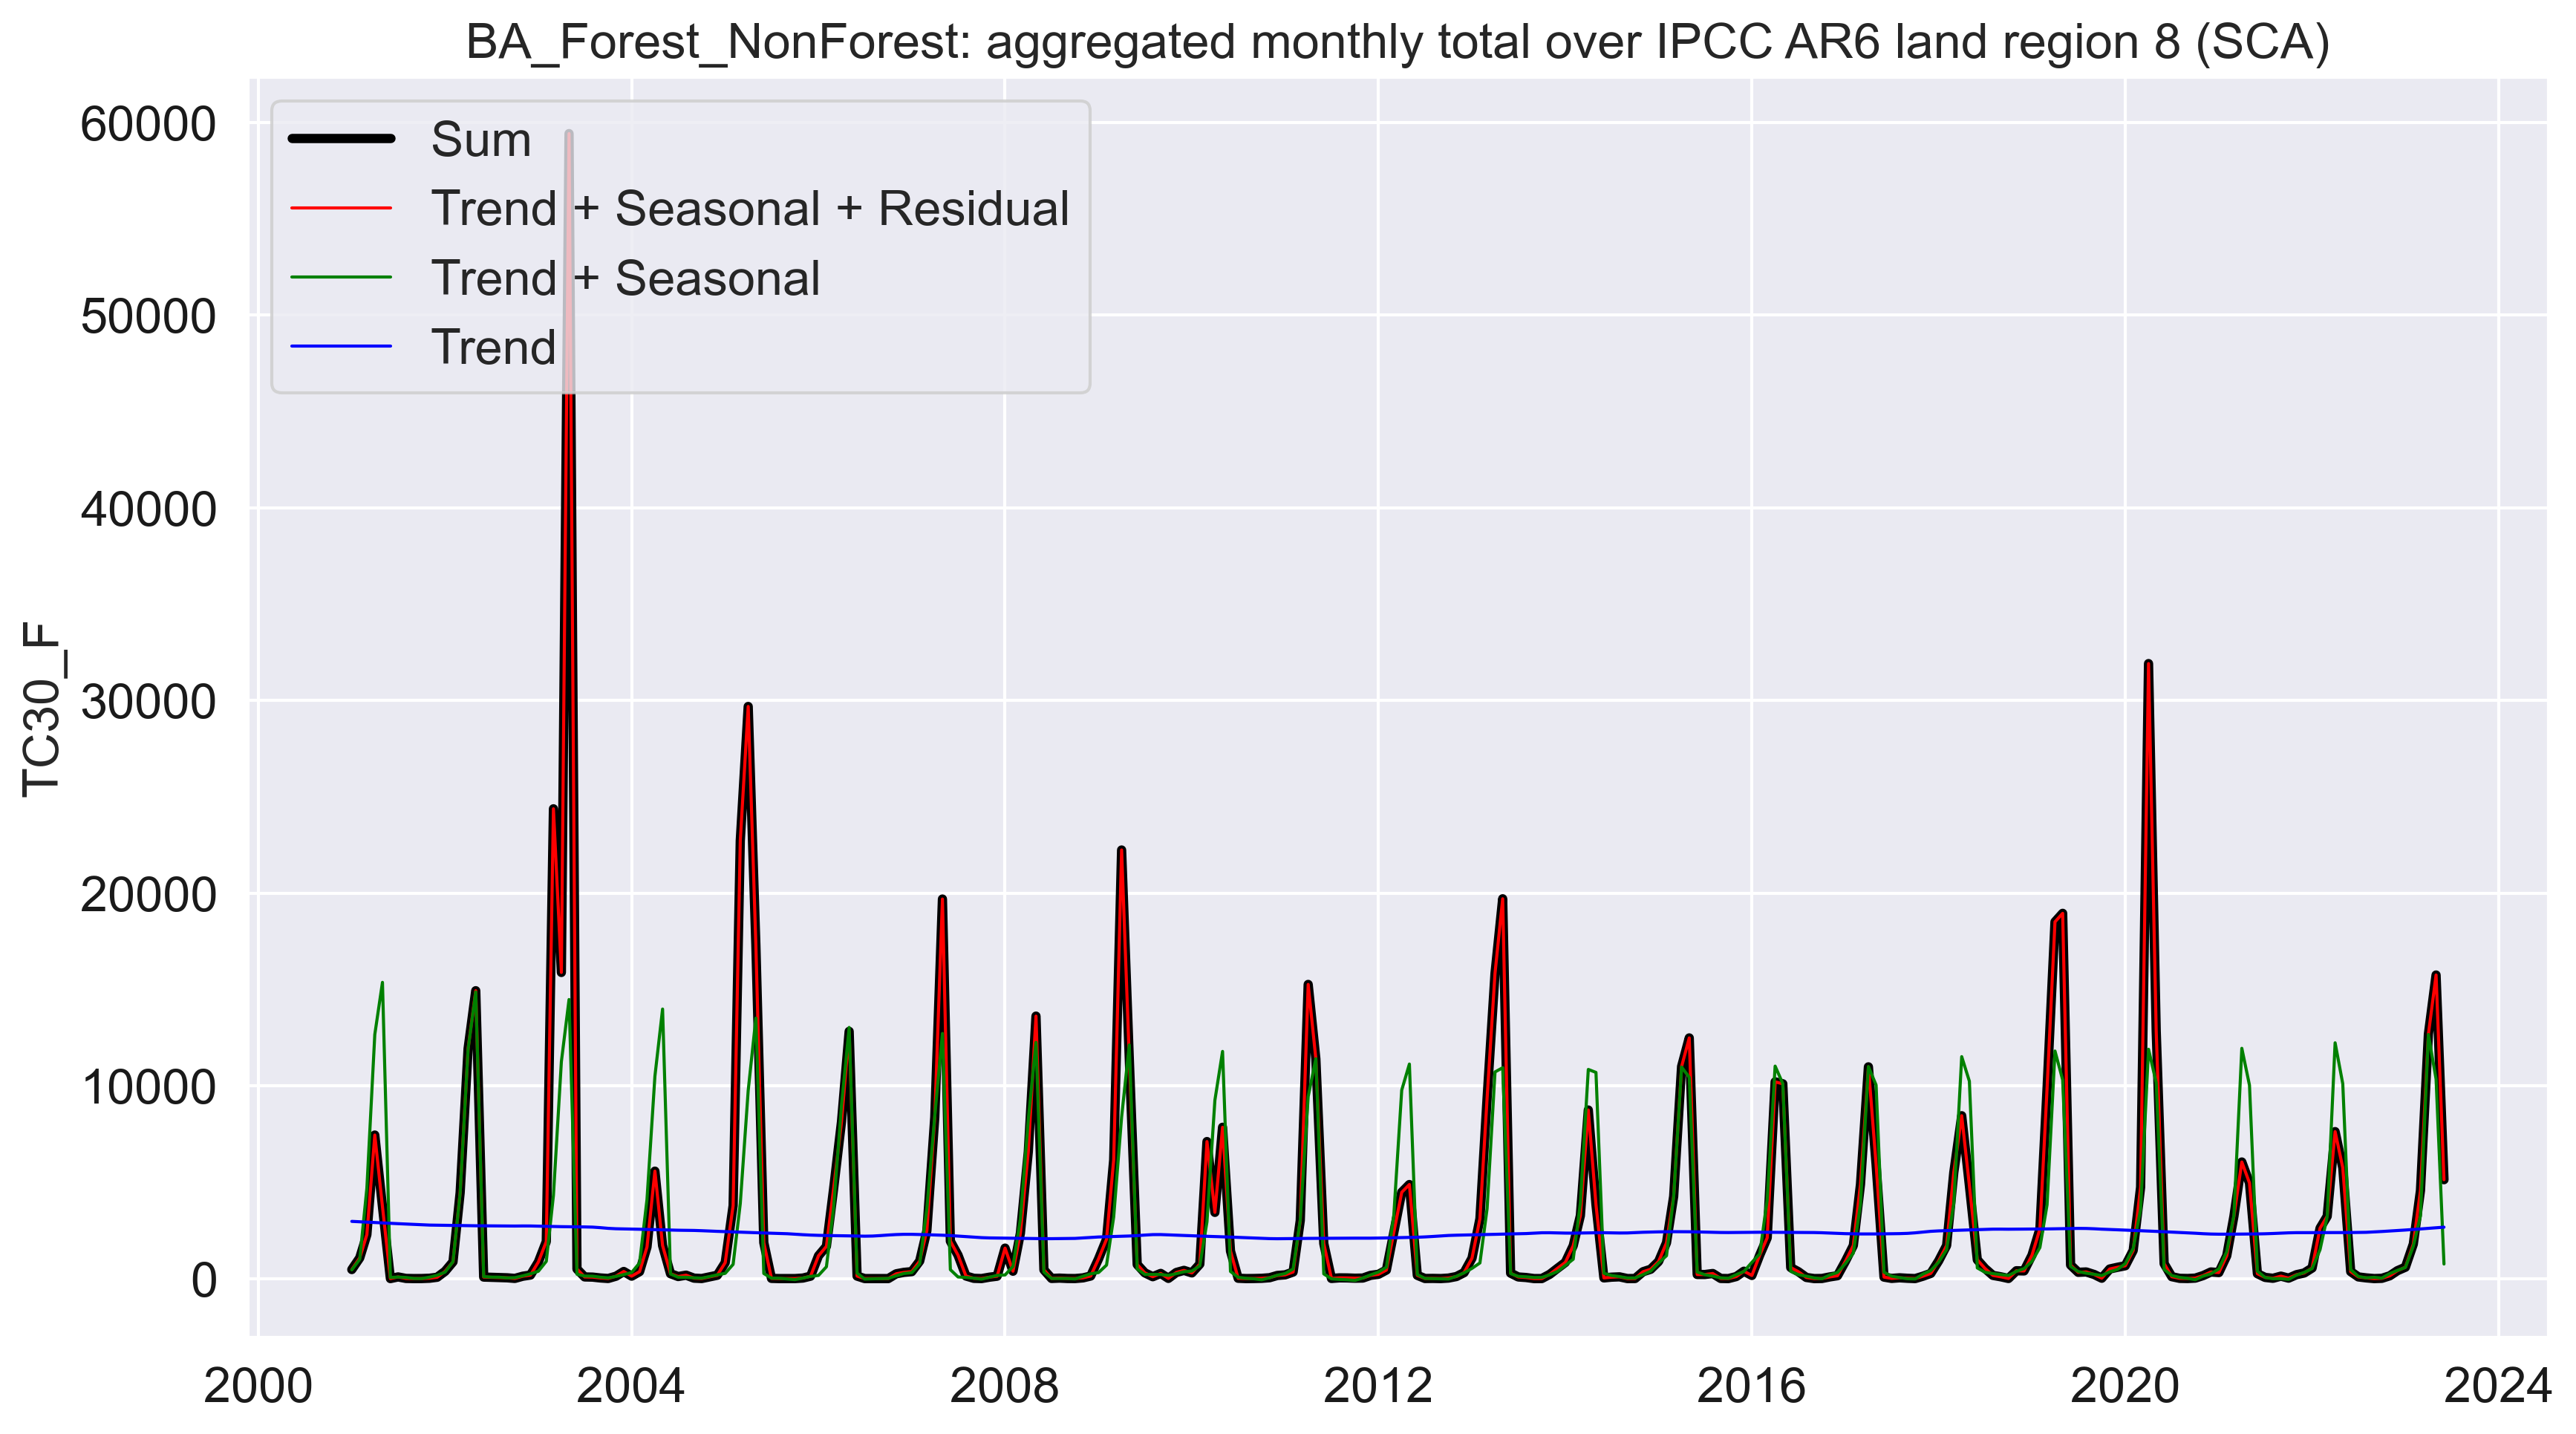 BA_Forest_NonForest: aggregated monthly total over IPCC AR6 land region 8 (SCA)
Sum
Trend + Seasonal + Residual
Trend + Seasonal
Trend
60000
50000
40000
30000
20000
10000
0
TC30_F
2000
2004
2008
2012
2016
2020
2024